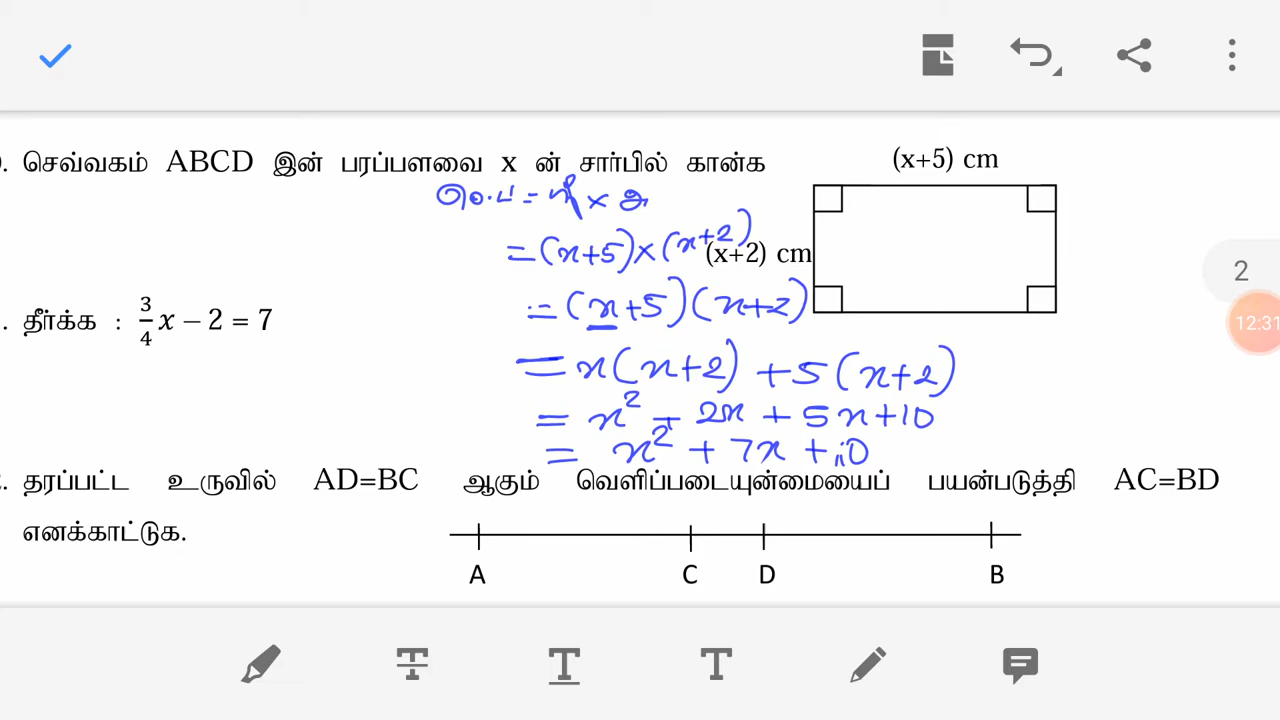 . செவ்வகம் ABCD இன் பரப்பளவை x ன் சார்பில் கான்க
(x+5) cm
செ.ப = நீ × அ
= (x+5)×(x+2)
(x+2) cm
= (x+5)(x+2)
2
12:31
. தீர்க்க : 3/4 x − 2 = 7
= x(x+2) +5(x+2)
= x² + 2x + 5x+10
= x² + 7x +10
. தரப்பட்ட உருவில் AD=BC ஆகும் வெளிப்படையுன்மையைப் பயன்படுத்தி AC=BD
எனக்காட்டுக.
A C D B
T T T